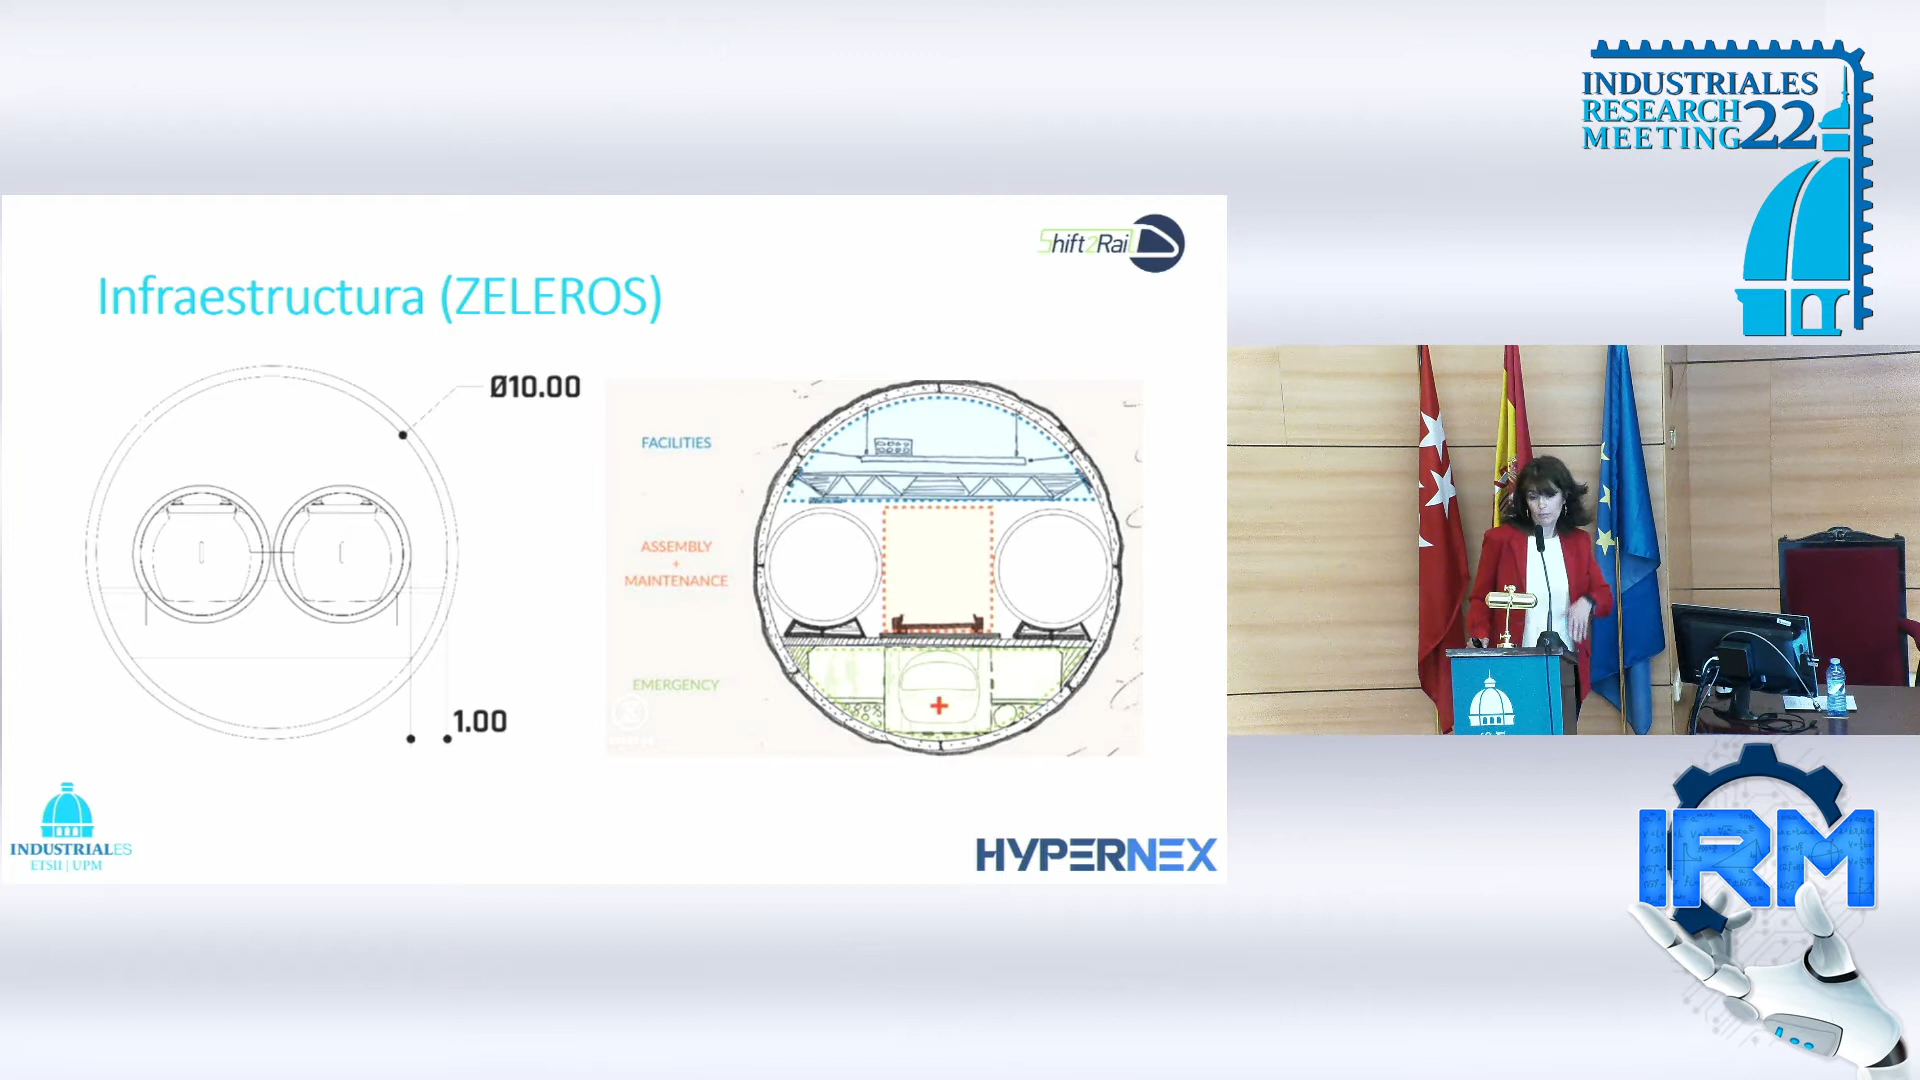 INDUSTRIALES
RESEARCH
MEETING 22
Shift2Rail
Infraestructura (ZELEROS)
Ø10.00
1.00
FACILITIES
ASSEMBLY
+
MAINTENANCE
EMERGENCY
INDUSTRIALES
ETSII | UPM
HYPERNEX
IRM